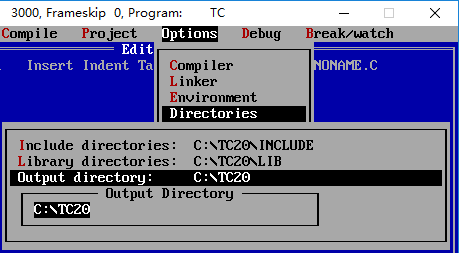 3000, Frameskip 0, Program: TC
Compile Project Options Debug Break/watch
Edit
Insert Indent Ta NONAME.C
Compiler
Linker
Environment
Directories
Include directories: C:\TC20\INCLUDE
Library directories: C:\TC20\LIB
Output directory: C:\TC20
Output Directory
C:\TC20